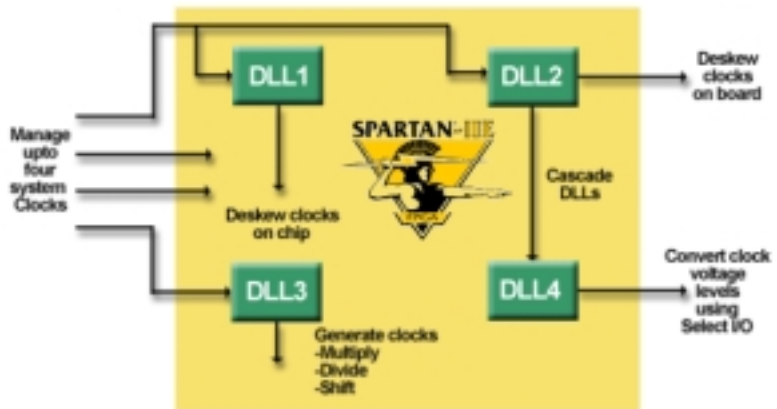 DLL1
DLL2
Deskew
clocks
on board
Manage
upto
four
system
Clocks
SPARTAN-IIE
FPGA
Cascade
DLLs
Deskew clocks
on chip
DLL3
DLL4
Convert clock
voltage
levels
using
Select I/O
Generate clocks
-Multiply
-Divide
-Shift